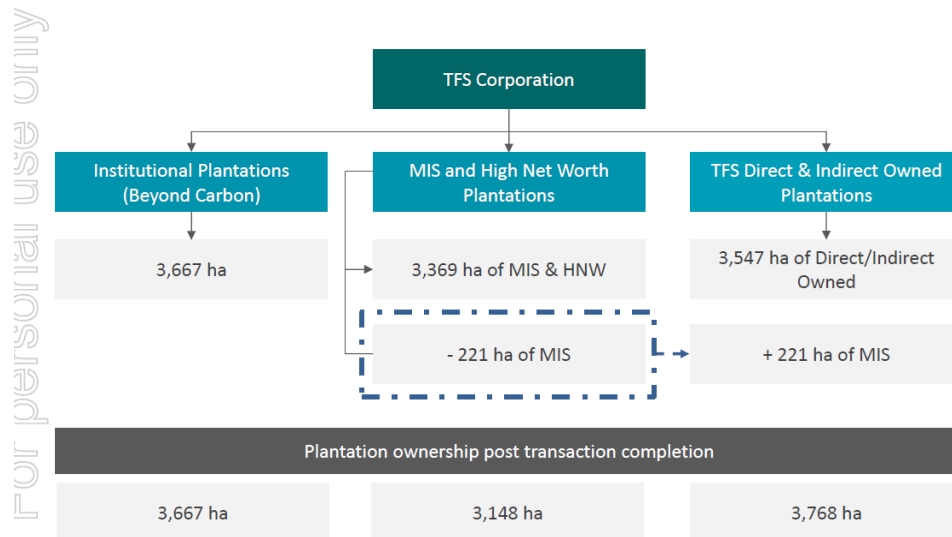 For personal use only
TFS Corporation
Institutional Plantations
(Beyond Carbon)
MIS and High Net Worth
Plantations
TFS Direct & Indirect Owned
Plantations
3,667 ha
3,369 ha of MIS & HNW
3,547 ha of Direct/Indirect
Owned
- 221 ha of MIS
+ 221 ha of MIS
Plantation ownership post transaction completion
3,667 ha
3,148 ha
3,768 ha